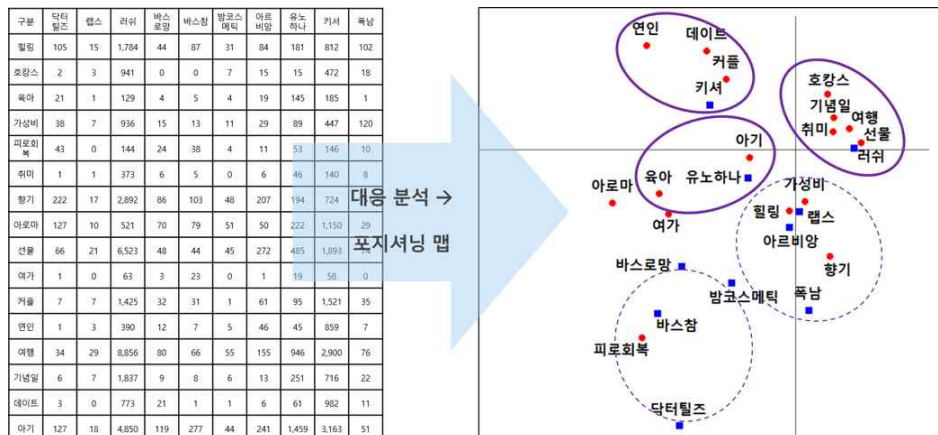 구분 닥터틸즈 랩스 러쉬 바스로망 바스참 밤코스메틱 아르비앙 유노하나 키셔 폭남
힐링 105 15 1,784 44 87 31 84 181 812 102
호캉스 2 3 941 0 0 7 15 15 472 18
육아 21 1 129 4 5 4 19 145 185 1
가성비 38 7 936 15 13 11 29 89 447 120
피로회복 43 0 144 24 38 4 11 53 146 10
취미 1 1 373 6 5 0 6 46 140 8
향기 222 17 2,892 86 103 48 207 194 724
아로마 127 10 521 70 79 51 50 222 1,150 29
선물 66 21 6,523 48 44 45 272 485 1,893
여가 1 0 63 3 23 0 1 19 58 0
커플 7 7 1,425 32 31 1 61 95 1,521 35
연인 1 3 390 12 7 5 46 45 859 7
여행 34 29 8,856 80 66 55 155 946 2,900 76
기념일 6 7 1,837 9 8 6 13 251 716 22
데이트 3 0 773 21 1 1 6 61 982 11
아기 127 18 4,850 119 277 44 241 1,459 3,163 51
대응 분석 →
포지셔닝 맵
연인 데이트
커플
키셔
호캉스
기념일
여행
취미 선물
러쉬
아기
육아 유노하나
아로마
여가
가성비
힐링 랩스
아르비앙
향기
폭남
바스로망
밤코스메틱
바스참
피로회복
닥터틸즈